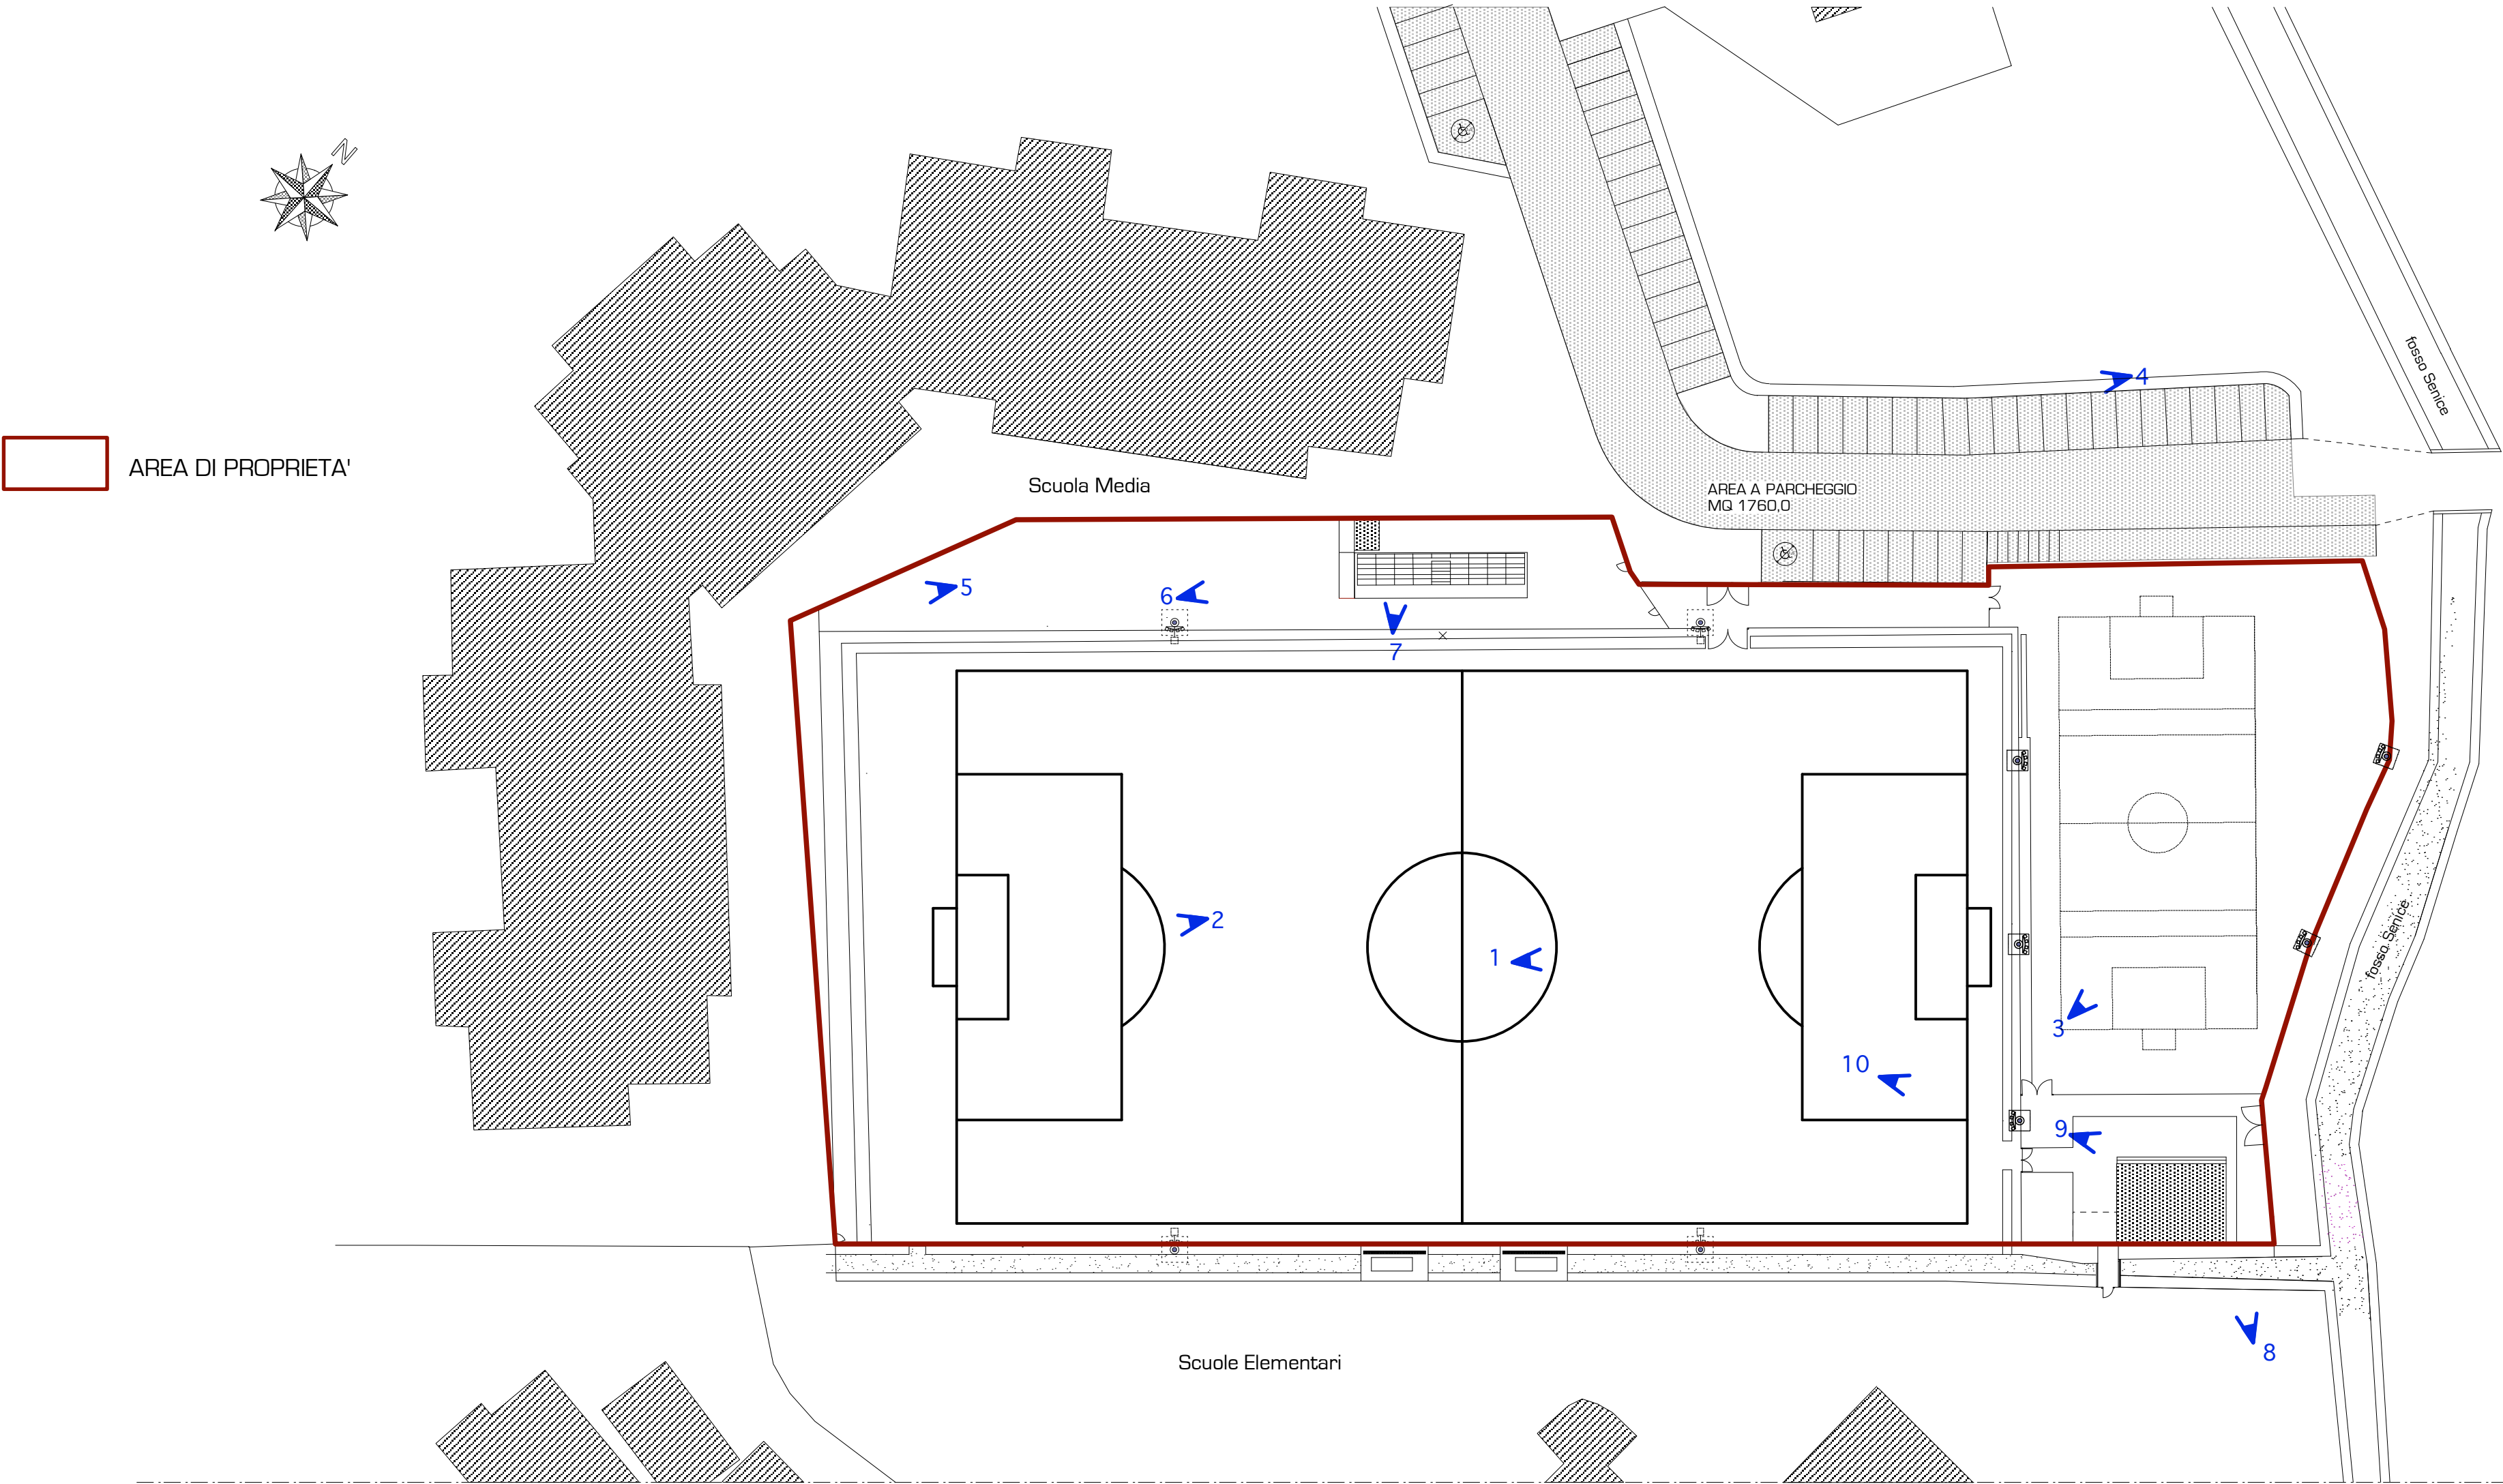 N
fosso Senice
4
AREA DI PROPRIETA'
Scuola Media
AREA A PARCHEGGIO
MQ 1760,0
5
6
7
2
1
fosso Senice
3
10
9
8
Scuole Elementari